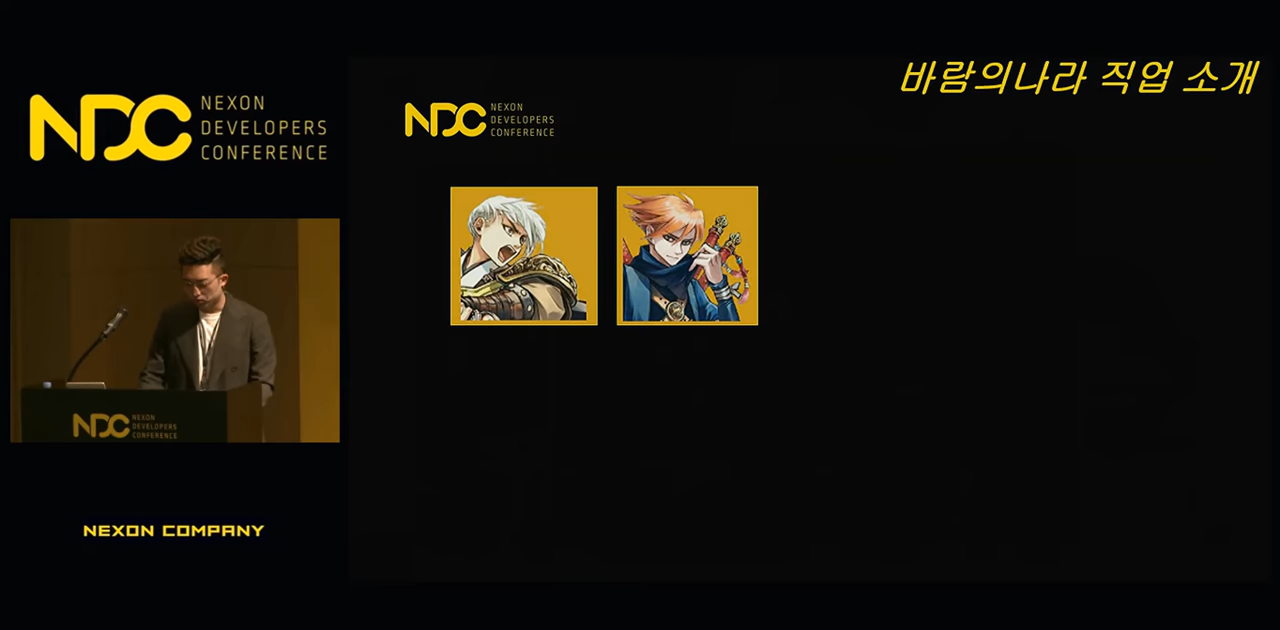 바람의나라 직업 소개
NDC NEXON
DEVELOPERS
CONFERENCE
NDC NEXON
DEVELOPERS
CONFERENCE
NDC NEXON
DEVELOPERS
CONFERENCE
NEXON COMPANY